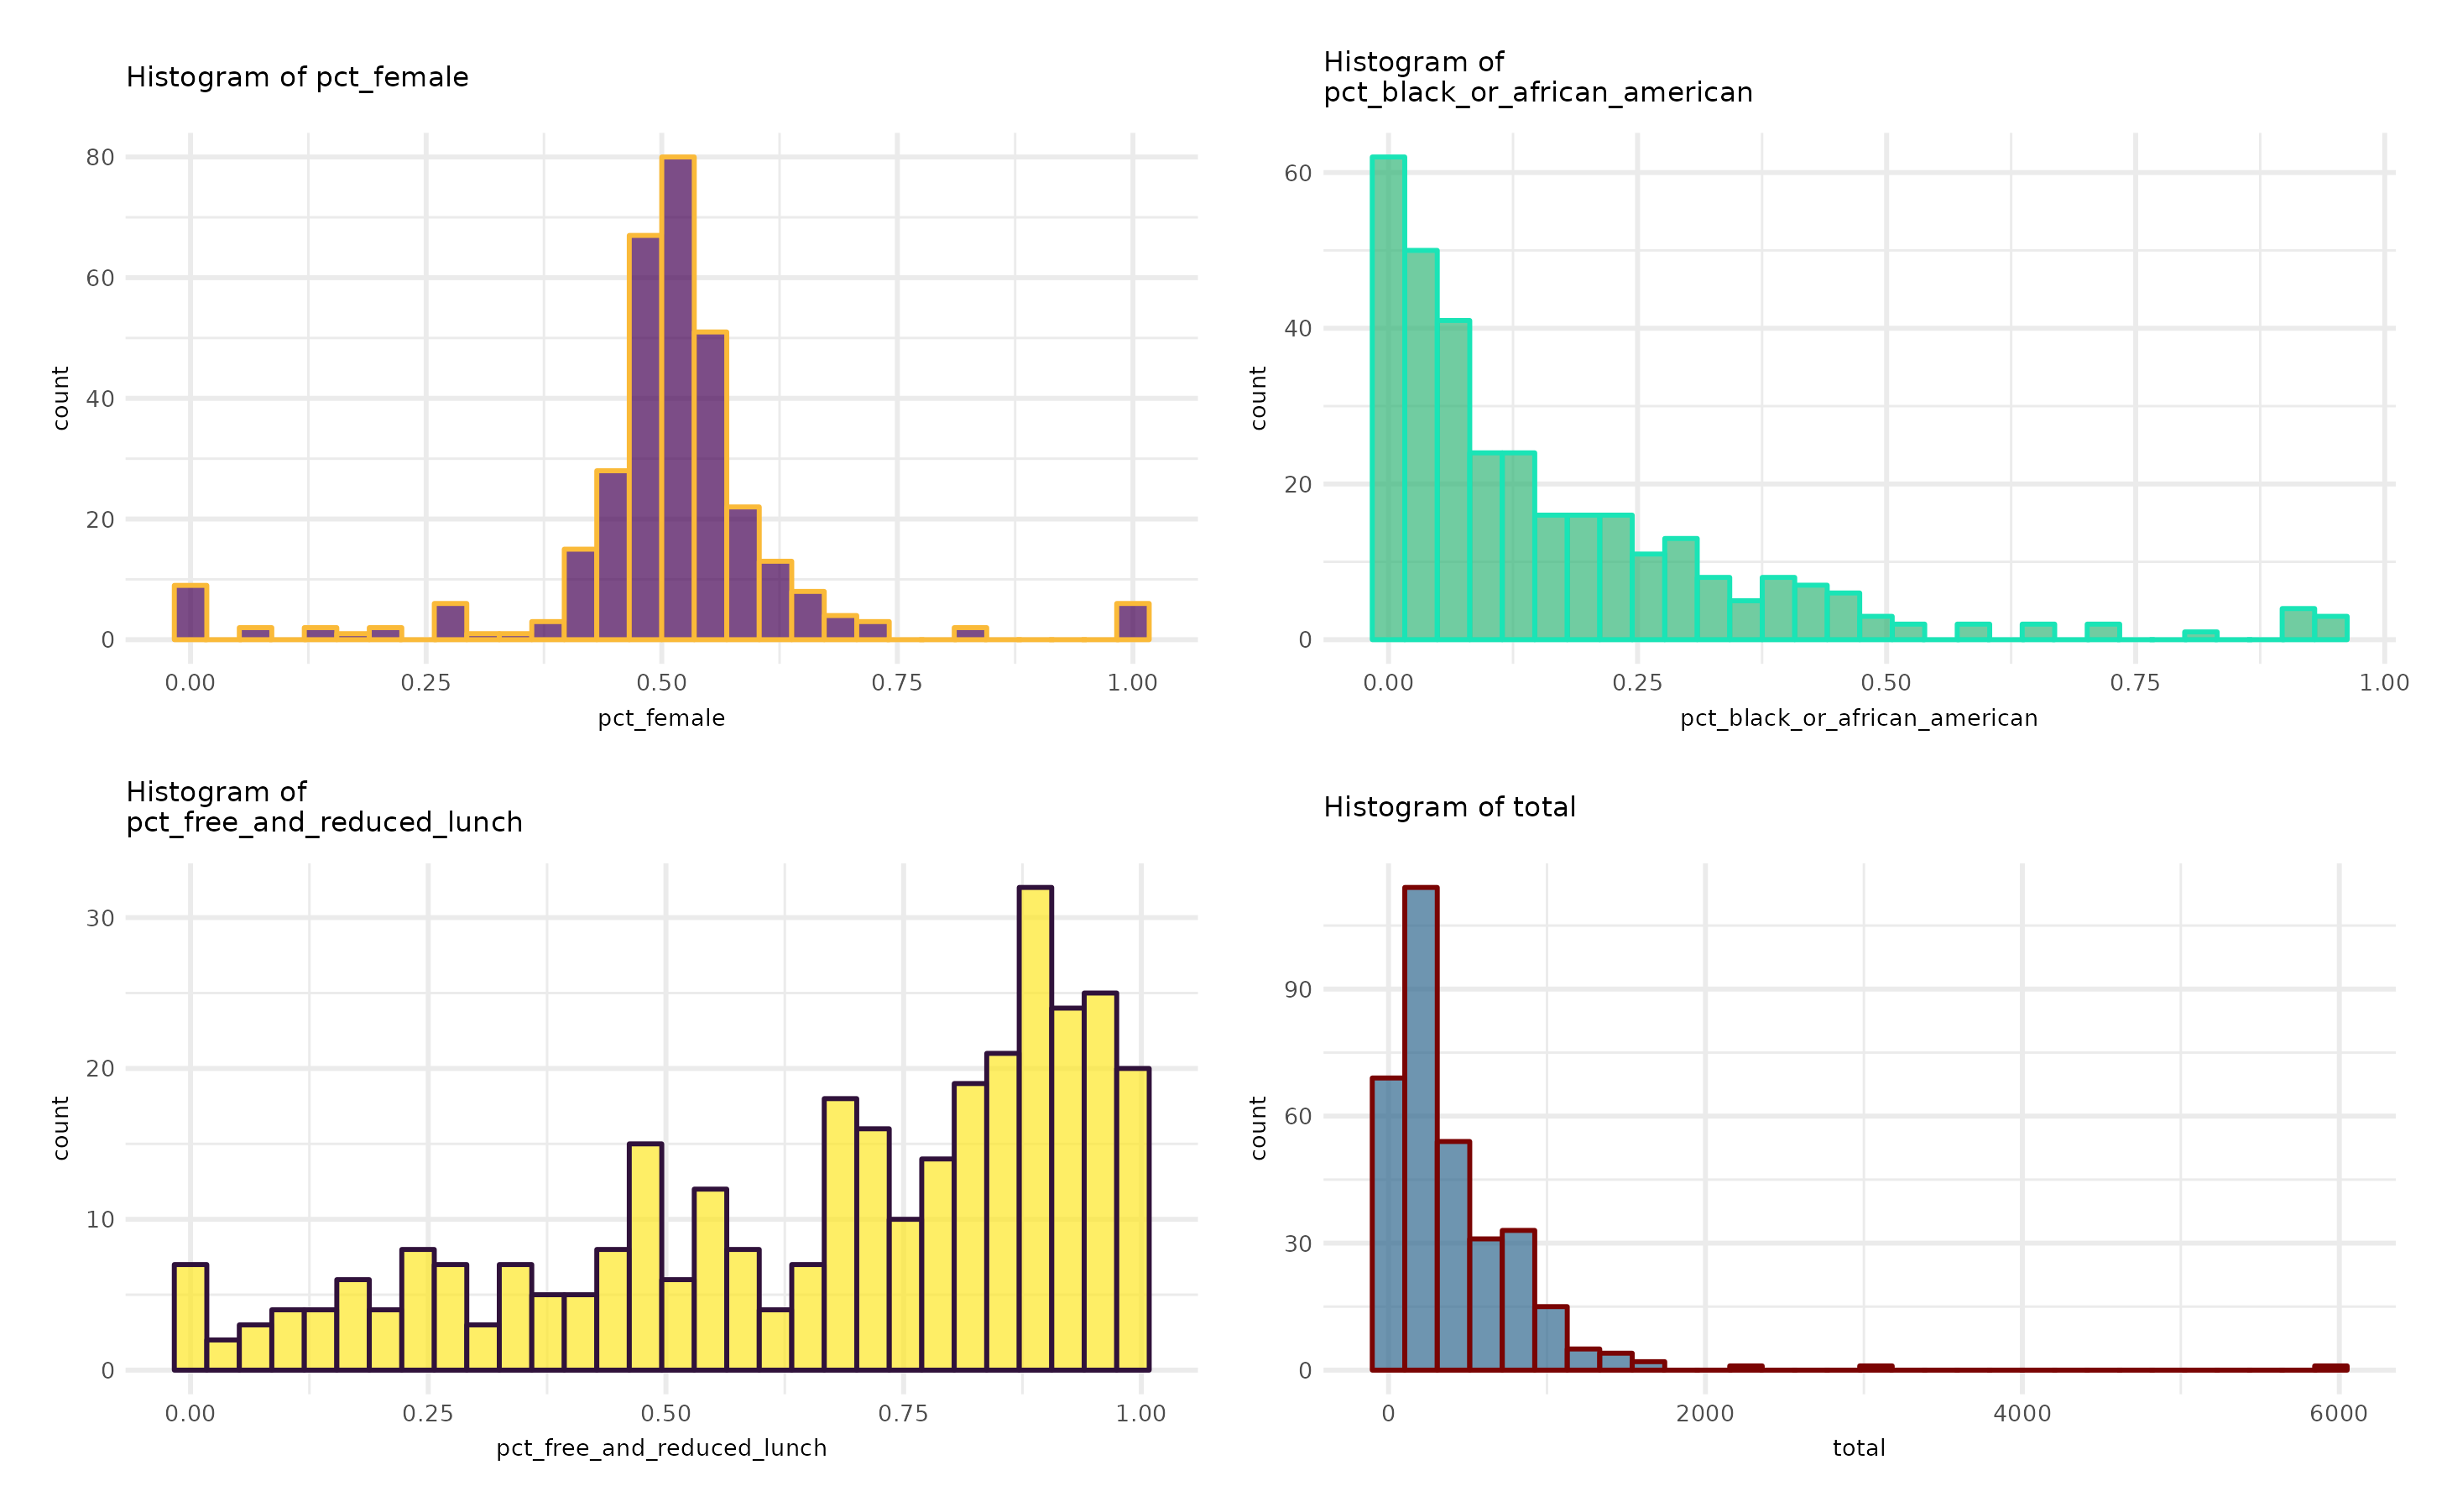 Histogram of pct_female
80
60
40
20
0
count
0.00 0.25 0.50 0.75 1.00
pct_female
Histogram of
pct_black_or_african_american
60
40
20
0
count
0.00 0.25 0.50 0.75 1.00
pct_black_or_african_american
Histogram of
pct_free_and_reduced_lunch
30
20
10
0
count
0.00 0.25 0.50 0.75 1.00
pct_free_and_reduced_lunch
Histogram of total
90
60
30
0
count
0 2000 4000 6000
total